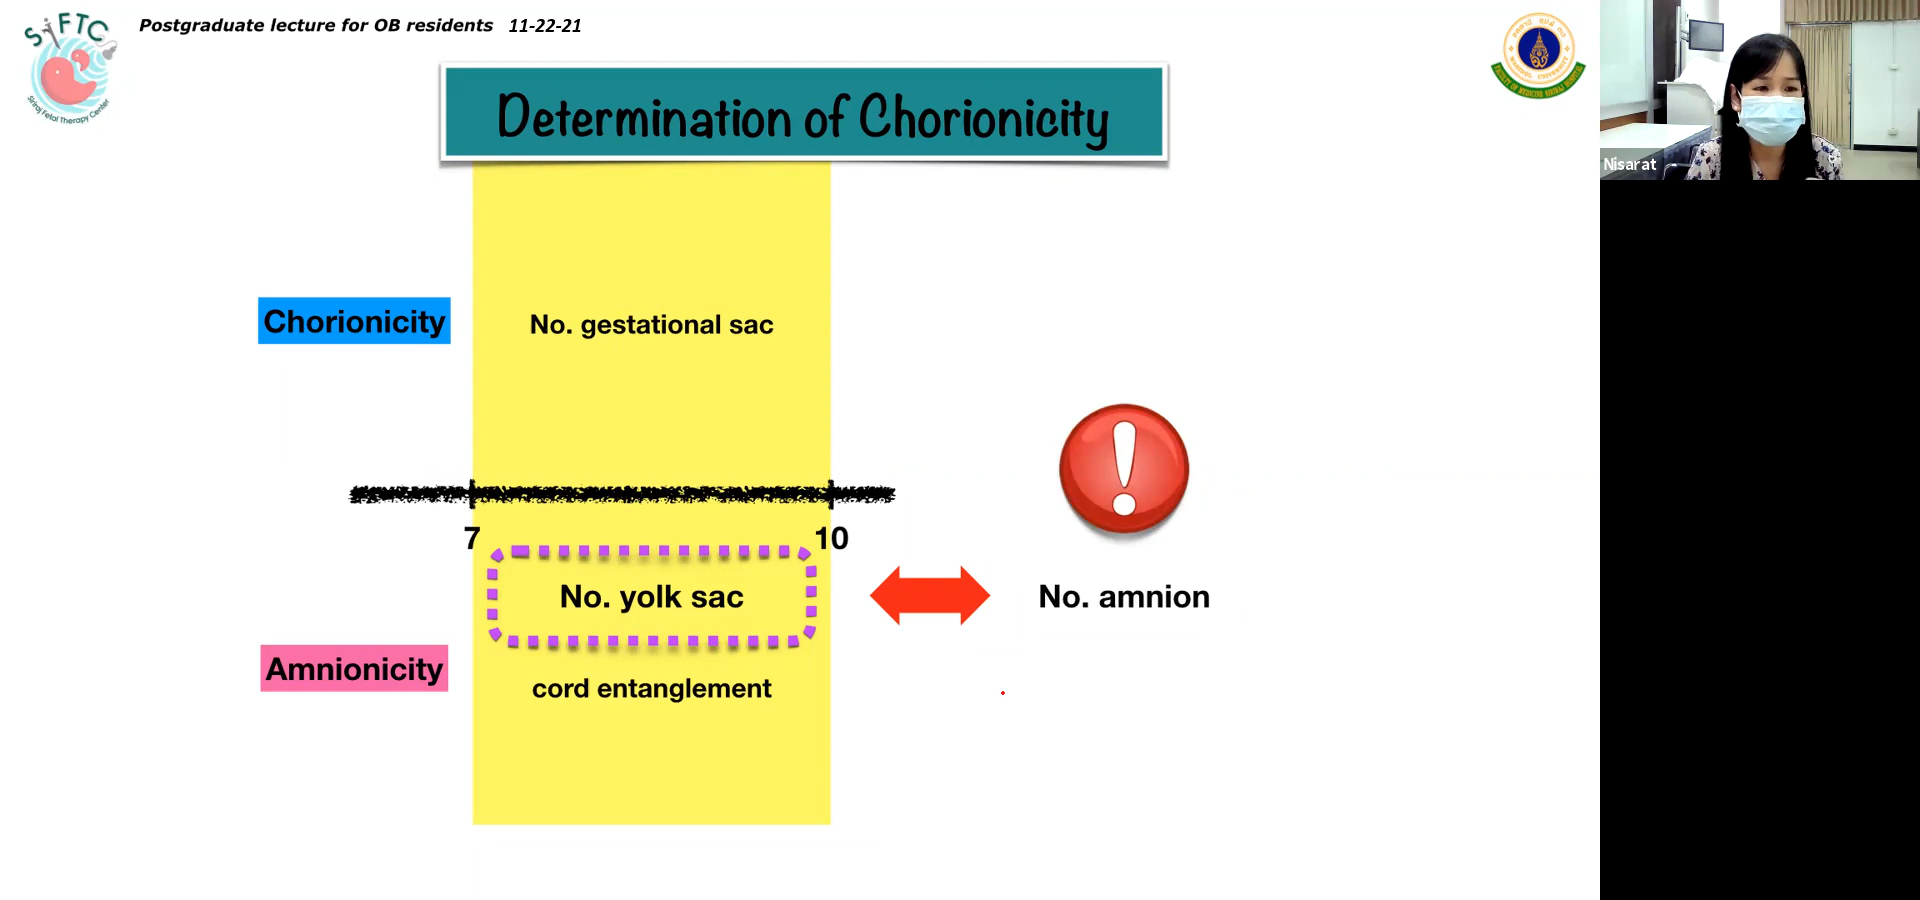 SiFTC
Siriraj Fetal Therapy Center
Postgraduate lecture for OB residents 11-22-21
Determination of Chorionicity
Nisarat
Chorionicity
No. gestational sac
7
10
No. yolk sac
No. amnion
Amnionicity
cord entanglement